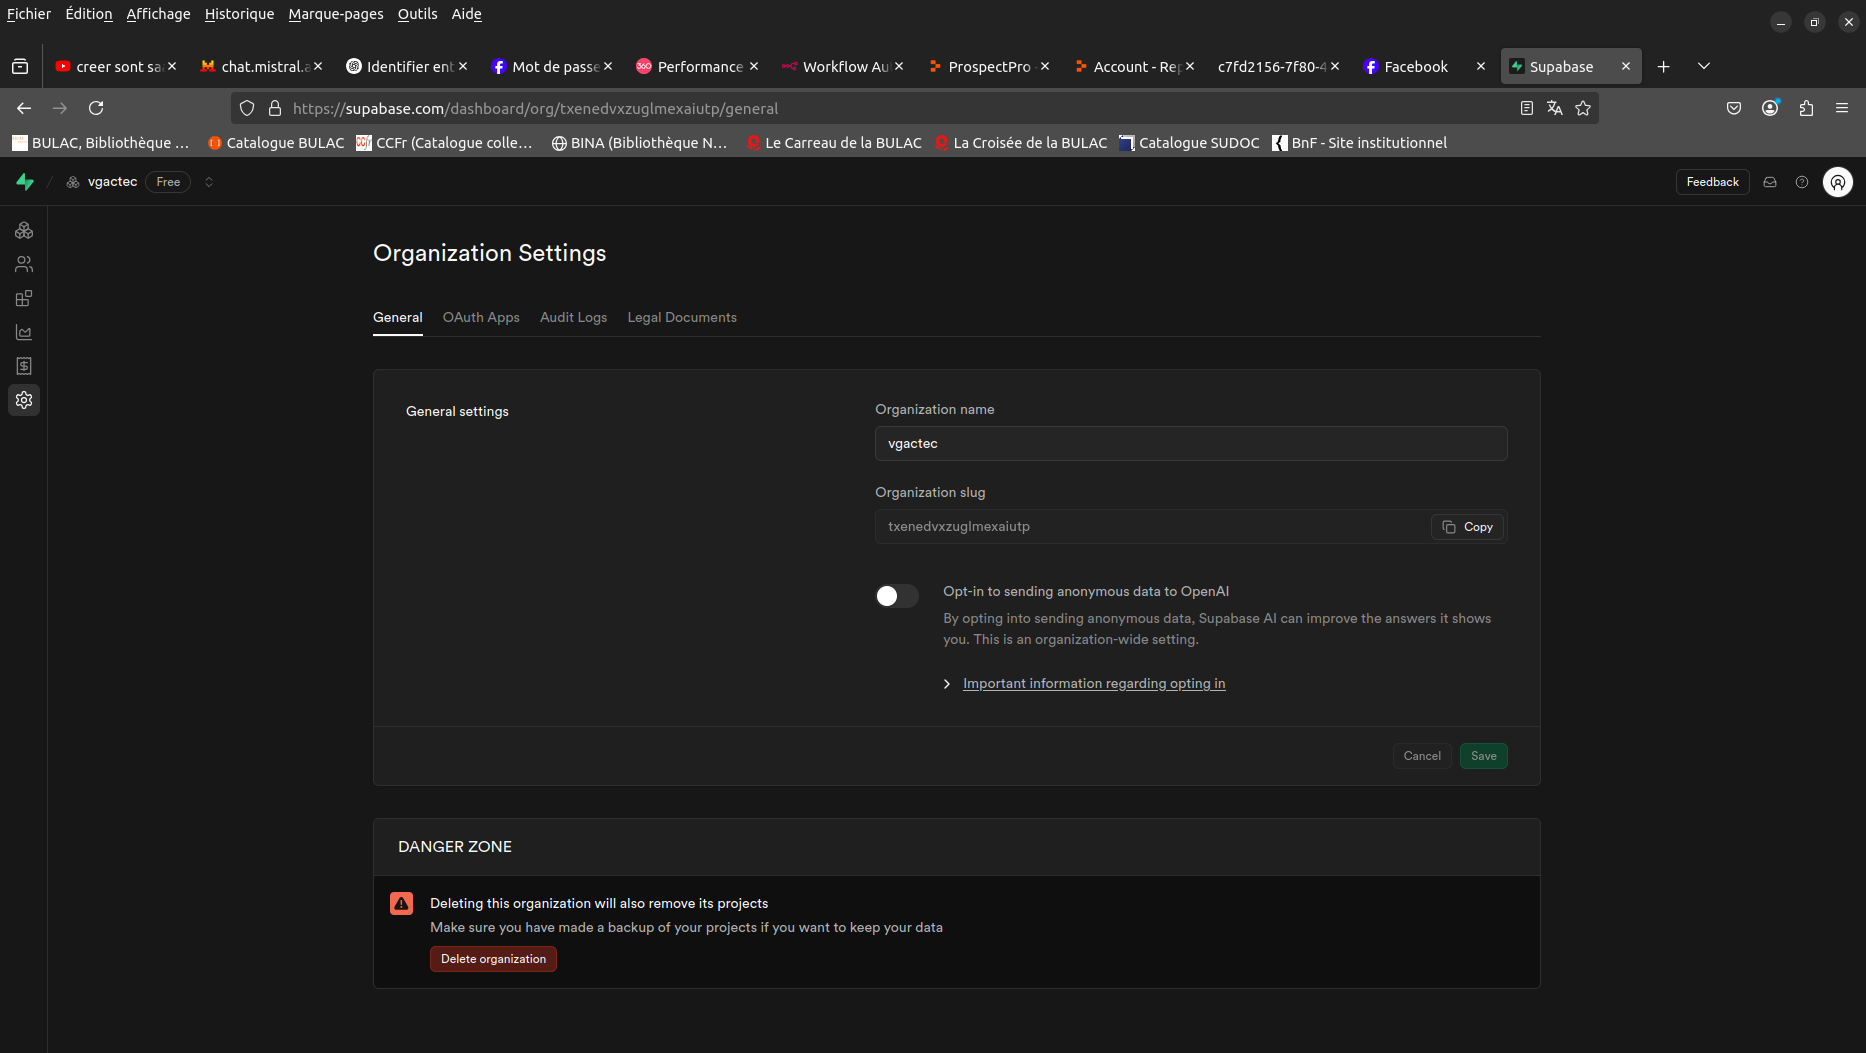 Fichier Édition Affichage Historique Marque-pages Outils Aide
creer sont sa
chat.mistral.a
Identifier ent
Mot de passe
Performance
Workflow Au
ProspectPro
Account - Rep
c7fd2156-7f80-4
Facebook
Supabase
https://supabase.com/dashboard/org/txenedvxzuglmexaiutp/general
BULAC, Bibliothèque …
Catalogue BULAC
CCFr (Catalogue colle…
BINA (Bibliothèque N…
Le Carreau de la BULAC
La Croisée de la BULAC
Catalogue SUDOC
BnF - Site institutionnel
vgactec Free
Feedback
Organization Settings
General OAuth Apps Audit Logs Legal Documents
General settings
Organization name
vgactec
Organization slug
txenedvxzuglmexaiutp
Copy
Opt-in to sending anonymous data to OpenAI
By opting into sending anonymous data, Supabase AI can improve the answers it shows
you. This is an organization-wide setting.
Important information regarding opting in
Cancel Save
DANGER ZONE
Deleting this organization will also remove its projects
Make sure you have made a backup of your projects if you want to keep your data
Delete organization